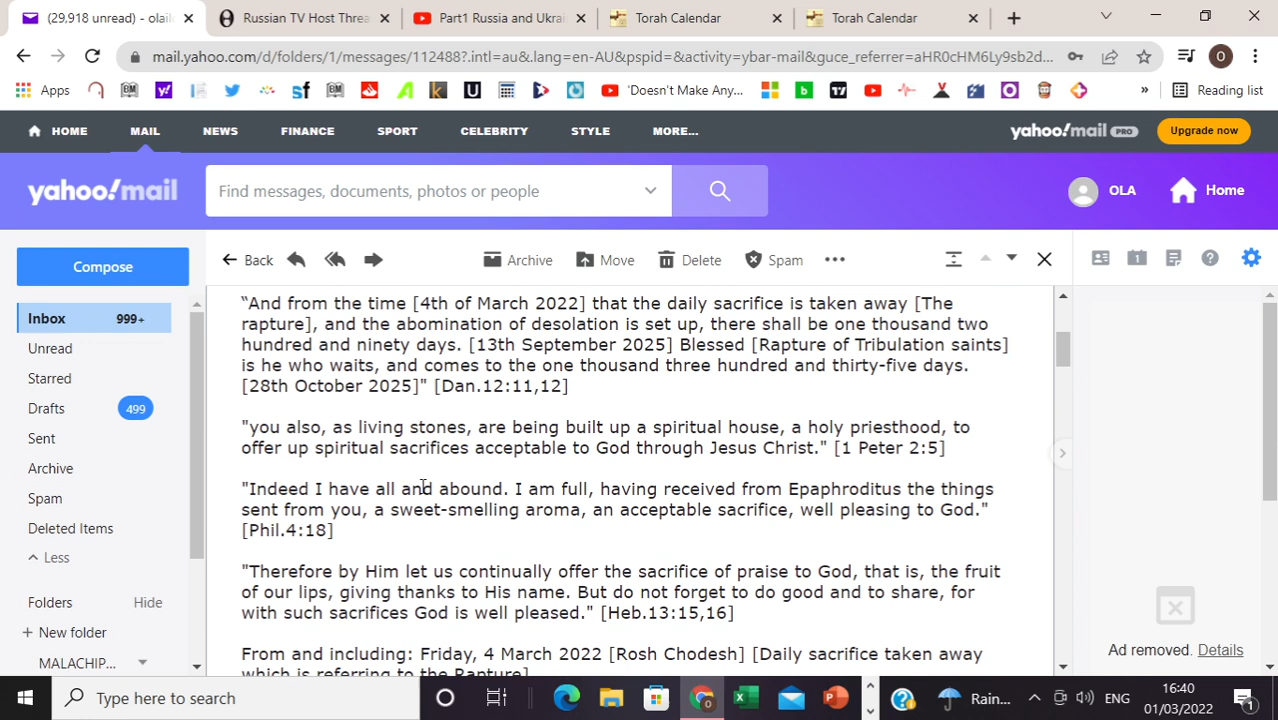 (29,918 unread) - olail
Russian TV Host Threa
Part1 Russia and Ukrai
Torah Calendar
Torah Calendar
mail.yahoo.com/d/folders/1/messages/112488?.intl=au&.lang=en-AU&pspid=&activity=ybar-mail&guce_referrer=aHR0cHM6Ly9sb2d...
Apps
'Doesn't Make Any...
»
Reading list
HOME
MAIL
NEWS
FINANCE
SPORT
CELEBRITY
STYLE
MORE...
yahoo!mail PRO
Upgrade now
yahoo!mail
Find messages, documents, photos or people
OLA
Home
Compose
Back
Archive
Move
Delete
Spam
Inbox 999+
Unread
Starred
Drafts 499
Sent
Archive
Spam
Deleted Items
Less
Folders Hide
+ New folder
MALACHIP...
“And from the time [4th of March 2022] that the daily sacrifice is taken away [The
rapture], and the abomination of desolation is set up, there shall be one thousand two
hundred and ninety days. [13th September 2025] Blessed [Rapture of Tribulation saints]
is he who waits, and comes to the one thousand three hundred and thirty-five days.
[28th October 2025]" [Dan.12:11,12]
"you also, as living stones, are being built up a spiritual house, a holy priesthood, to
offer up spiritual sacrifices acceptable to God through Jesus Christ." [1 Peter 2:5]
"Indeed I have all and abound. I am full, having received from Epaphroditus the things
sent from you, a sweet-smelling aroma, an acceptable sacrifice, well pleasing to God."
[Phil.4:18]
"Therefore by Him let us continually offer the sacrifice of praise to God, that is, the fruit
of our lips, giving thanks to His name. But do not forget to do good and to share, for
with such sacrifices God is well pleased." [Heb.13:15,16]
From and including: Friday, 4 March 2022 [Rosh Chodesh] [Daily sacrifice taken away
which is referring to the Rapture]
Ad removed. Details
Type here to search
Rain...
ENG
16:40
01/03/2022